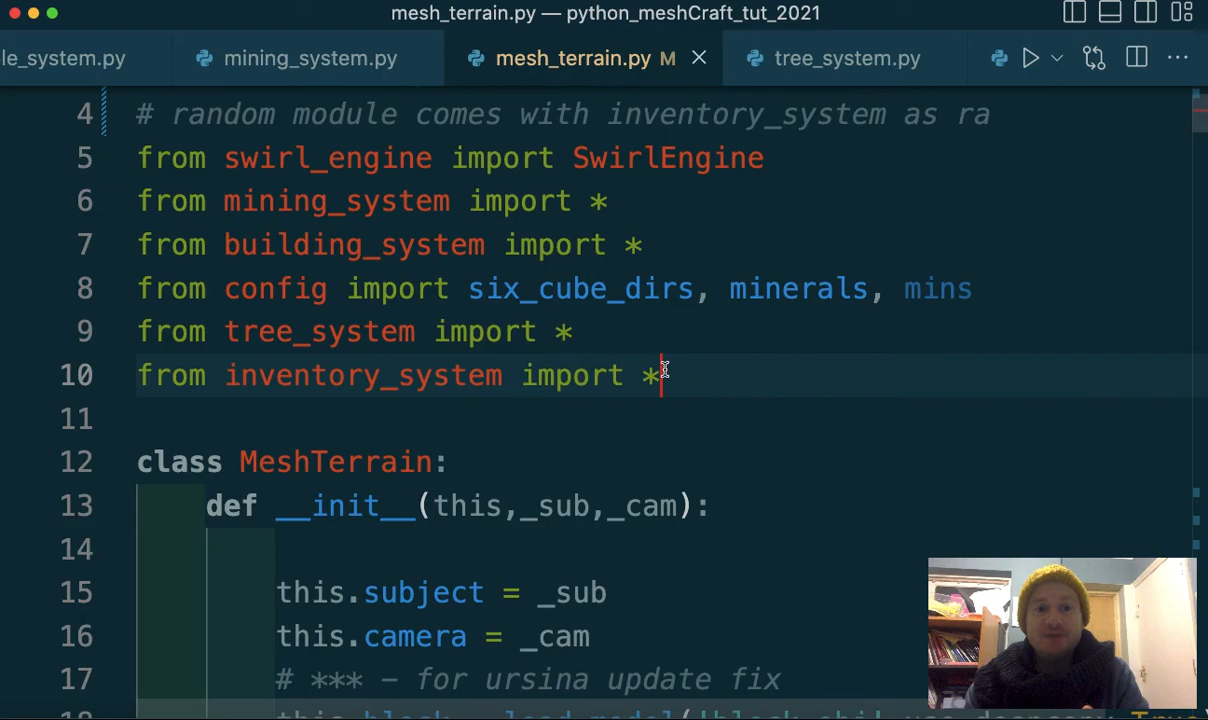 mesh_terrain.py — python_meshCraft_tut_2021
le_system.py mining_system.py mesh_terrain.py M tree_system.py
4 # random module comes with inventory_system as ra
5 from swirl_engine import SwirlEngine
6 from mining_system import *
7 from building_system import *
8 from config import six_cube_dirs, minerals, mins
9 from tree_system import *
10 from inventory_system import *
11
12 class MeshTerrain:
13 def __init__(this,_sub,_cam):
14
15 this.subject = _sub
16 this.camera = _cam
17 # *** – for ursina update fix